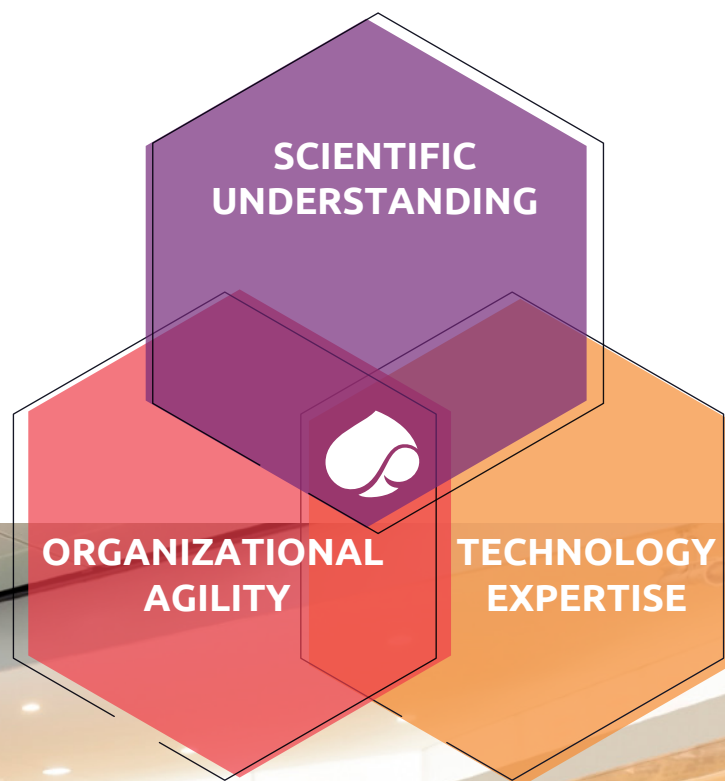 SCIENTIFIC
UNDERSTANDING
ORGANIZATIONAL
AGILITY
TECHNOLOGY
EXPERTISE